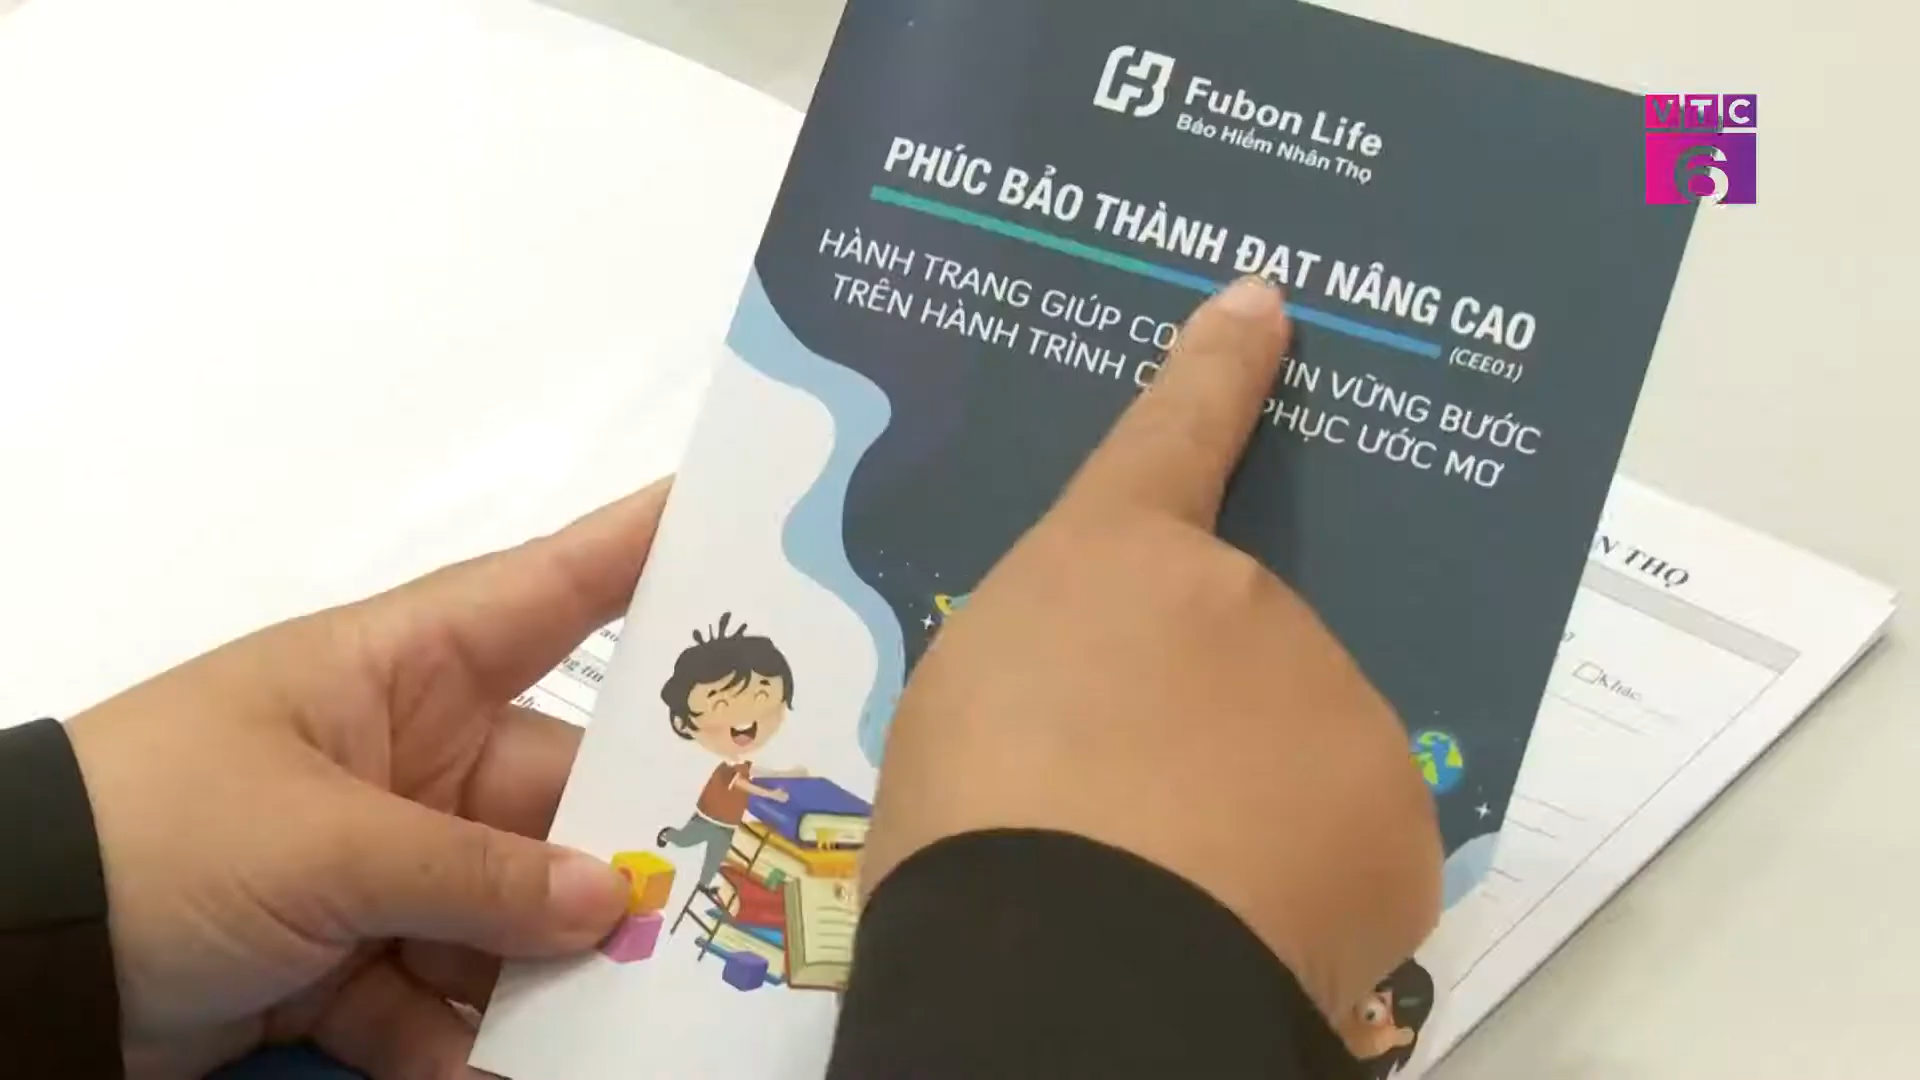 Fubon Life
Bảo Hiểm Nhân Thọ
VTC
6
PHÚC BẢO THÀNH ĐẠT NÂNG CAO
(CEE01)
HÀNH TRANG GIÚP TIN VỮNG BƯỚC
TRÊN HÀNH TRÌNH PHỤC ƯỚC MƠ
THỌ
Khác